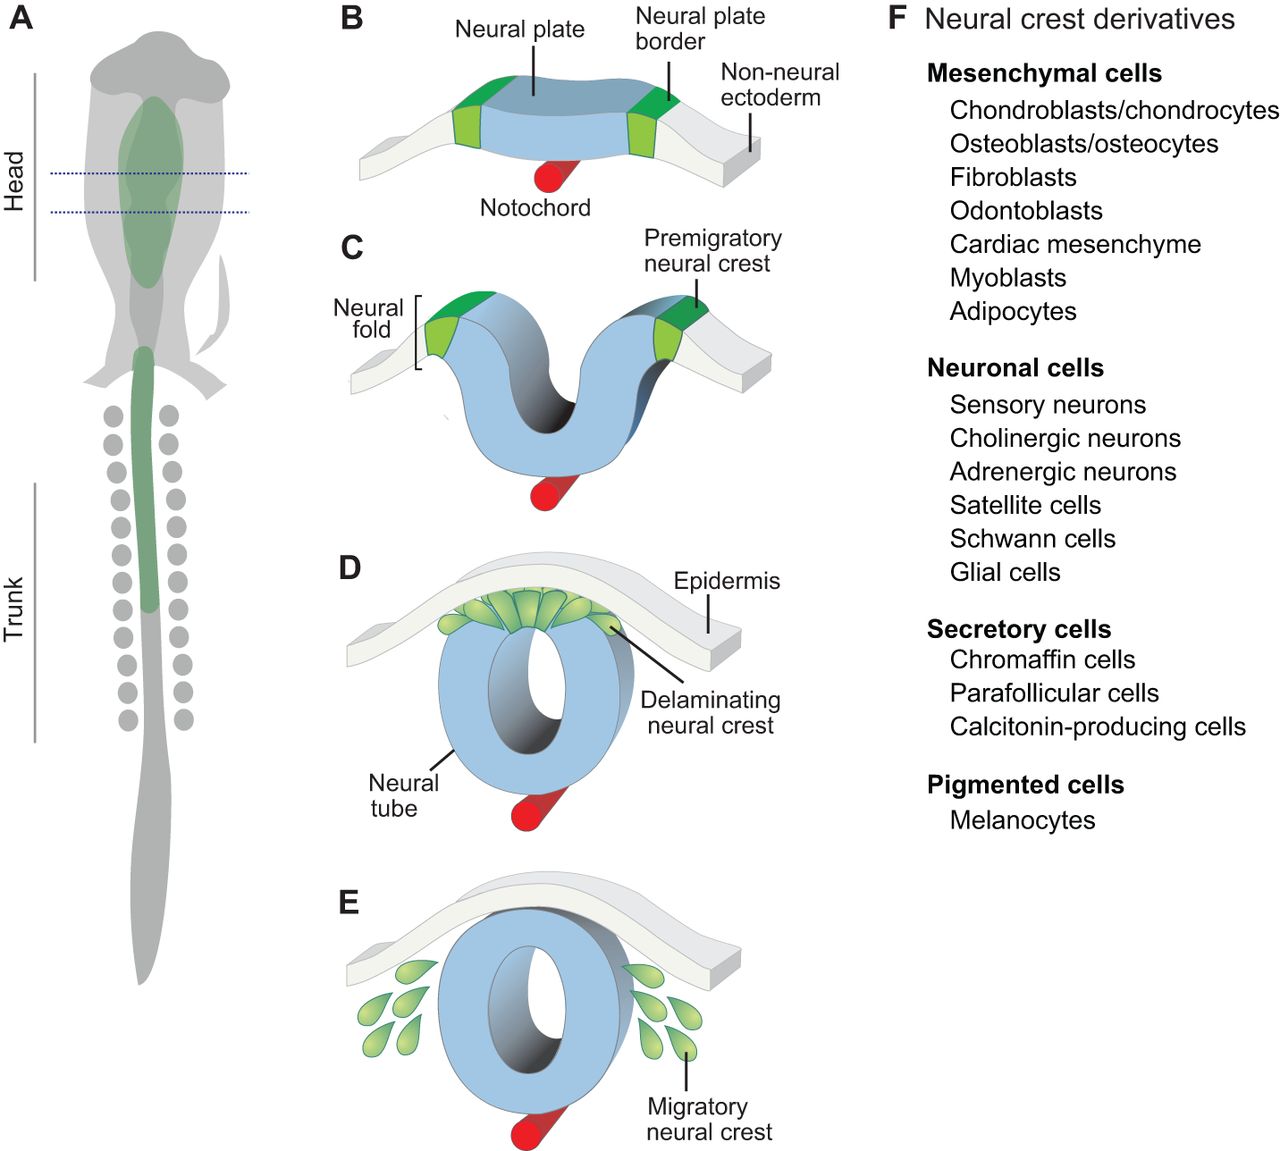 A
Head
Trunk
B
Neural plate
Neural plate
border
Non-neural
ectoderm
Notochord
C
Premigratory
neural crest
Neural
fold
D
Epidermis
Delaminating
neural crest
Neural
tube
E
Migratory
neural crest
F Neural crest derivatives
Mesenchymal cells
Chondroblasts/chondrocytes
Osteoblasts/osteocytes
Fibroblasts
Odontoblasts
Cardiac mesenchyme
Myoblasts
Adipocytes
Neuronal cells
Sensory neurons
Cholinergic neurons
Adrenergic neurons
Satellite cells
Schwann cells
Glial cells
Secretory cells
Chromaffin cells
Parafollicular cells
Calcitonin-producing cells
Pigmented cells
Melanocytes